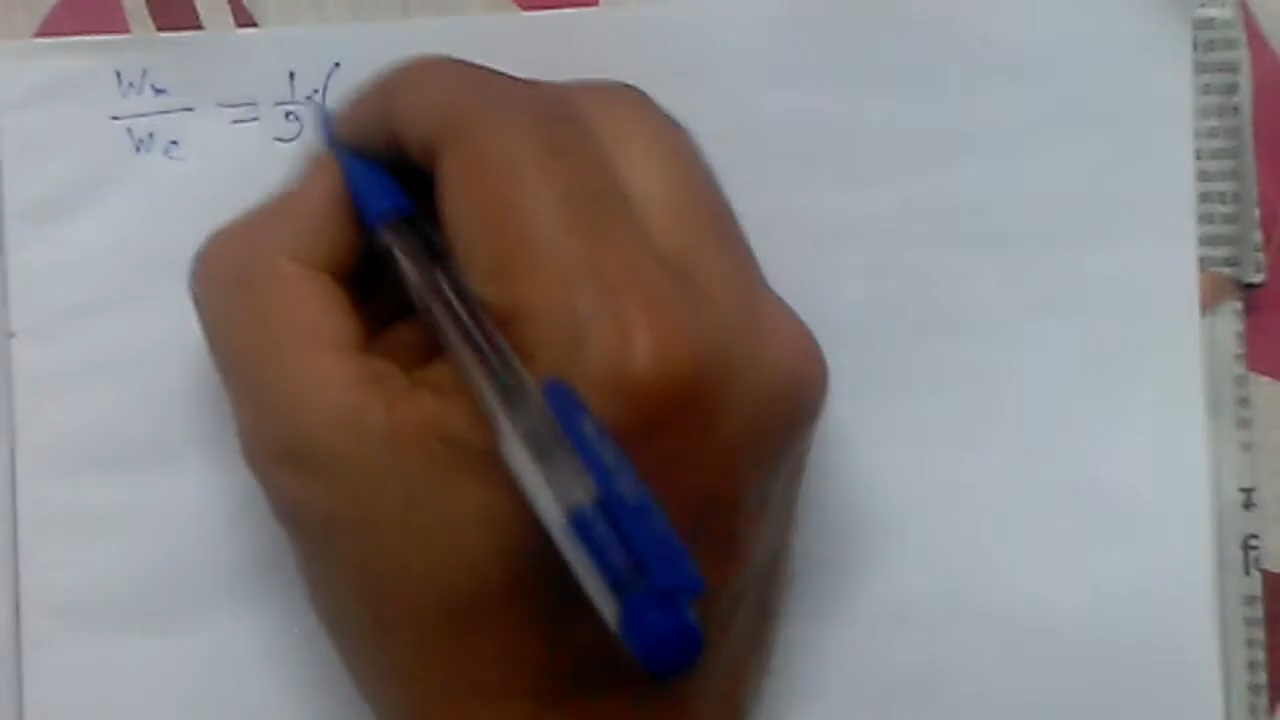 Wm / We = 1/9 × (